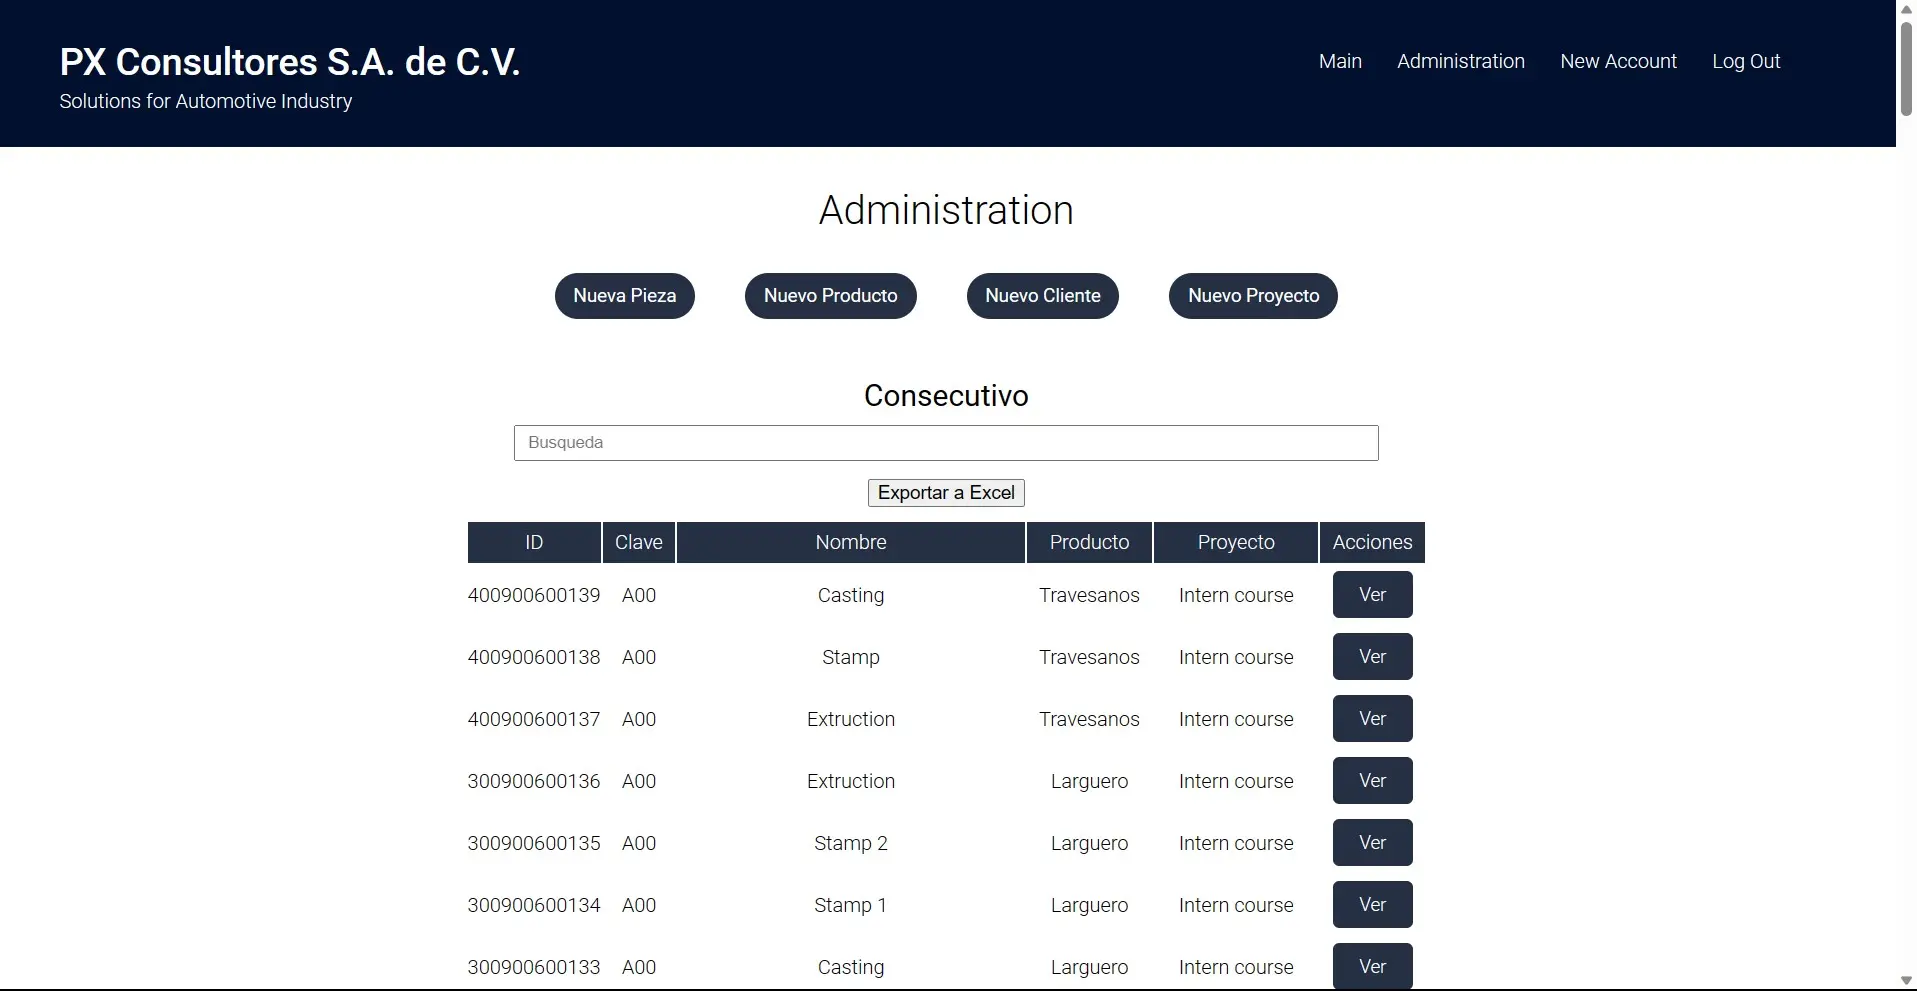 PX Consultores S.A. de C.V.
Solutions for Automotive Industry
Main Administration New Account Log Out
Administration
Nueva Pieza Nuevo Producto Nuevo Cliente Nuevo Proyecto
Consecutivo
Busqueda
Exportar a Excel
ID Clave Nombre Producto Proyecto Acciones
400900600139 A00 Casting Travesanos Intern course Ver
400900600138 A00 Stamp Travesanos Intern course Ver
400900600137 A00 Extruction Travesanos Intern course Ver
300900600136 A00 Extruction Larguero Intern course Ver
300900600135 A00 Stamp 2 Larguero Intern course Ver
300900600134 A00 Stamp 1 Larguero Intern course Ver
300900600133 A00 Casting Larguero Intern course Ver